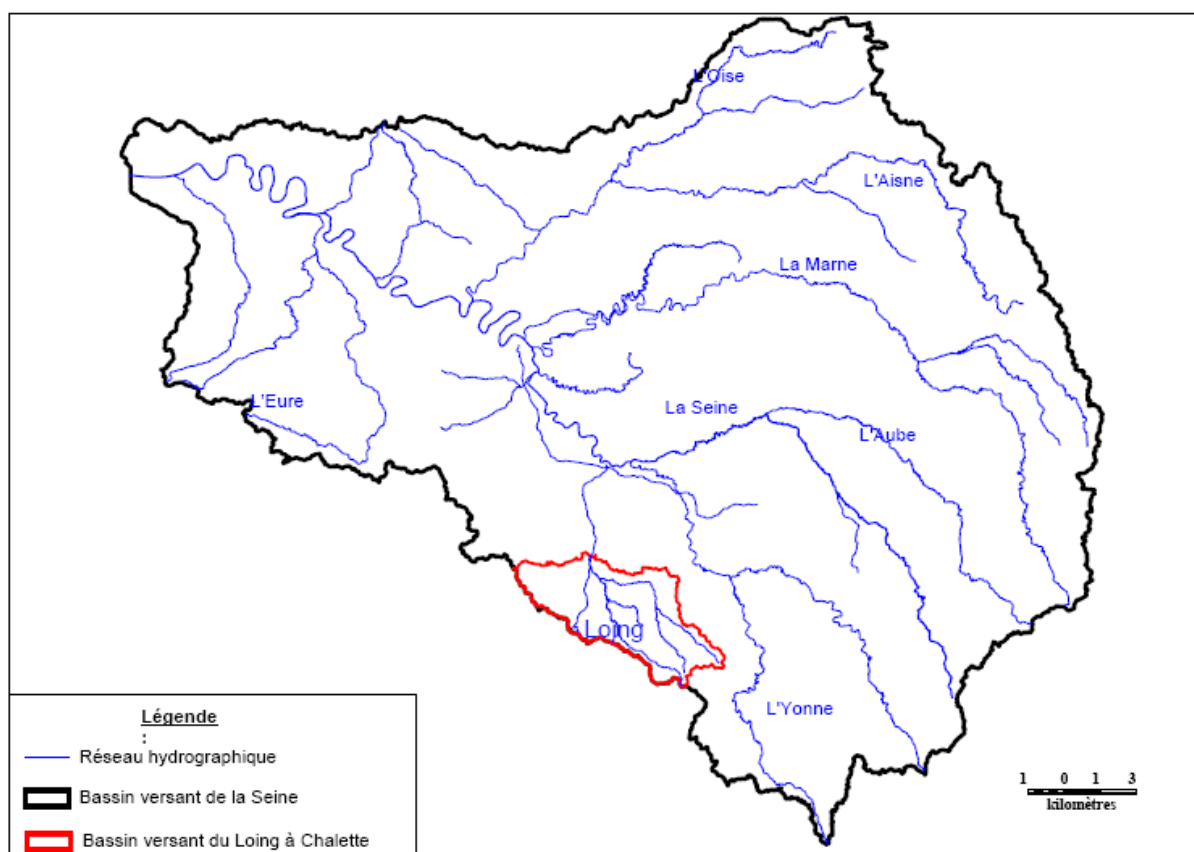 L'Oise
L'Aisne
La Marne
L'Eure
La Seine
L'Aube
Loing
L'Yonne
Légende
:
Réseau hydrographique
Bassin versant de la Seine
Bassin versant du Loing à Chalette
1 0 1 3
kilomètres